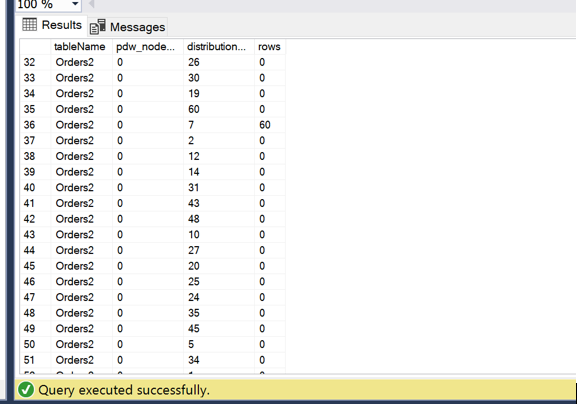 100 %
Results Messages
tableName pdw_node... distribution... rows
32 Orders2 0 26 0
33 Orders2 0 30 0
34 Orders2 0 19 0
35 Orders2 0 60 0
36 Orders2 0 7 60
37 Orders2 0 2 0
38 Orders2 0 12 0
39 Orders2 0 14 0
40 Orders2 0 31 0
41 Orders2 0 43 0
42 Orders2 0 48 0
43 Orders2 0 10 0
44 Orders2 0 27 0
45 Orders2 0 20 0
46 Orders2 0 25 0
47 Orders2 0 24 0
48 Orders2 0 35 0
49 Orders2 0 45 0
50 Orders2 0 5 0
51 Orders2 0 34 0
Query executed successfully.